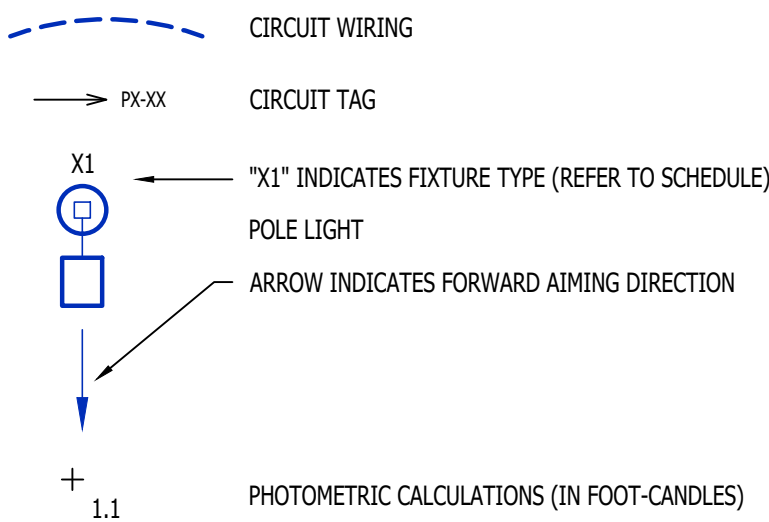 CIRCUIT WIRING
PX-XX CIRCUIT TAG
X1
"X1" INDICATES FIXTURE TYPE (REFER TO SCHEDULE)
POLE LIGHT
ARROW INDICATES FORWARD AIMING DIRECTION
1.1 PHOTOMETRIC CALCULATIONS (IN FOOT-CANDLES)